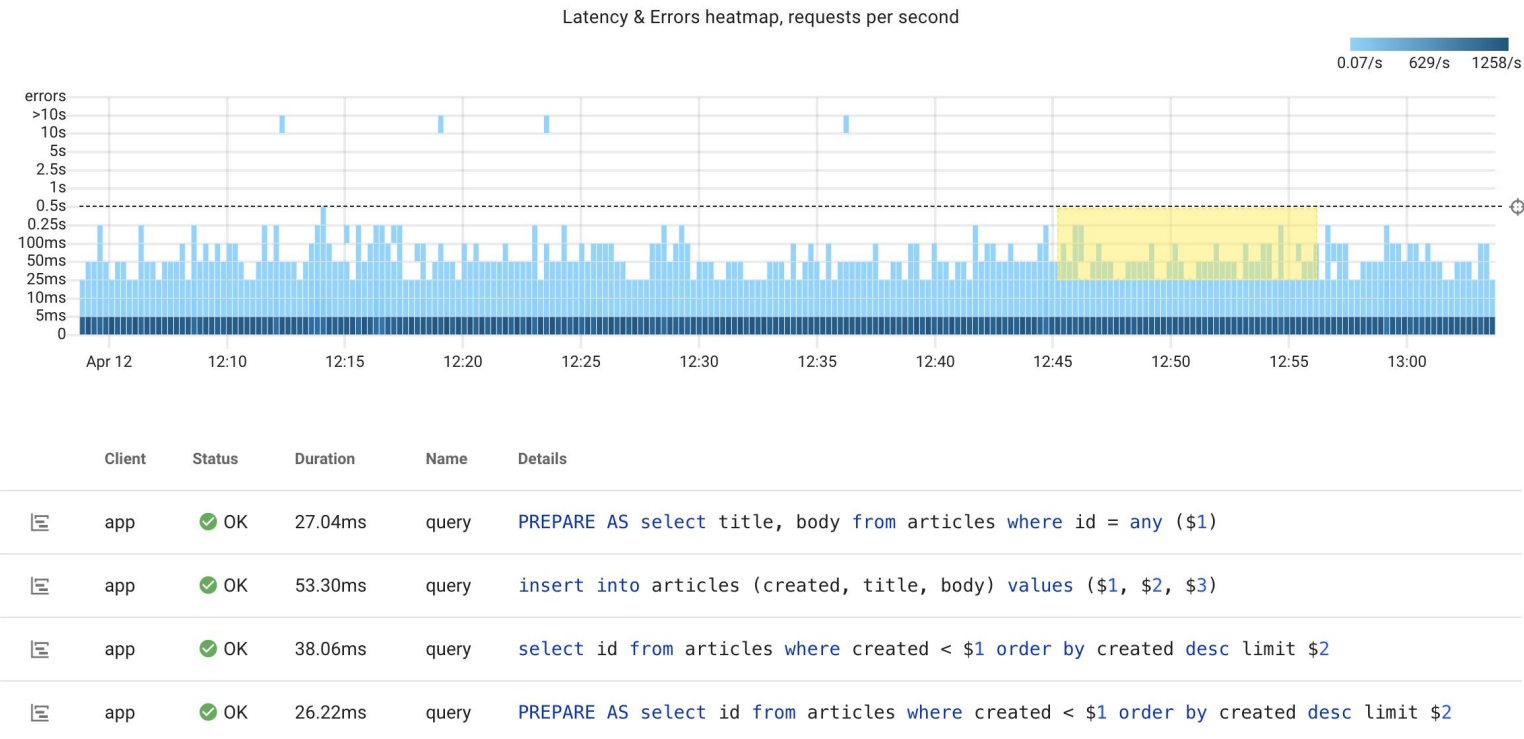 Latency & Errors heatmap, requests per second
0.07/s 629/s 1258/s
errors
>10s
10s
5s
2.5s
1s
0.5s
0.25s
100ms
50ms
25ms
10ms
5ms
0
Apr 12 12:10 12:15 12:20 12:25 12:30 12:35 12:40 12:45 12:50 12:55 13:00
Client Status Duration Name Details
app OK 27.04ms query PREPARE AS select title, body from articles where id = any ($1)
app OK 53.30ms query insert into articles (created, title, body) values ($1, $2, $3)
app OK 38.06ms query select id from articles where created < $1 order by created desc limit $2
app OK 26.22ms query PREPARE AS select id from articles where created < $1 order by created desc limit $2